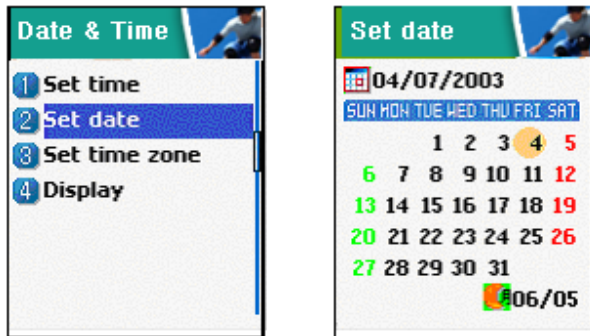 Date & Time
1 Set time
2 Set date
3 Set time zone
4 Display
Set date
04/07/2003
SUN MON TUE WED THU FRI SAT
1 2 3 4 5
6 7 8 9 10 11 12
13 14 15 16 17 18 19
20 21 22 23 24 25 26
27 28 29 30 31
06/05